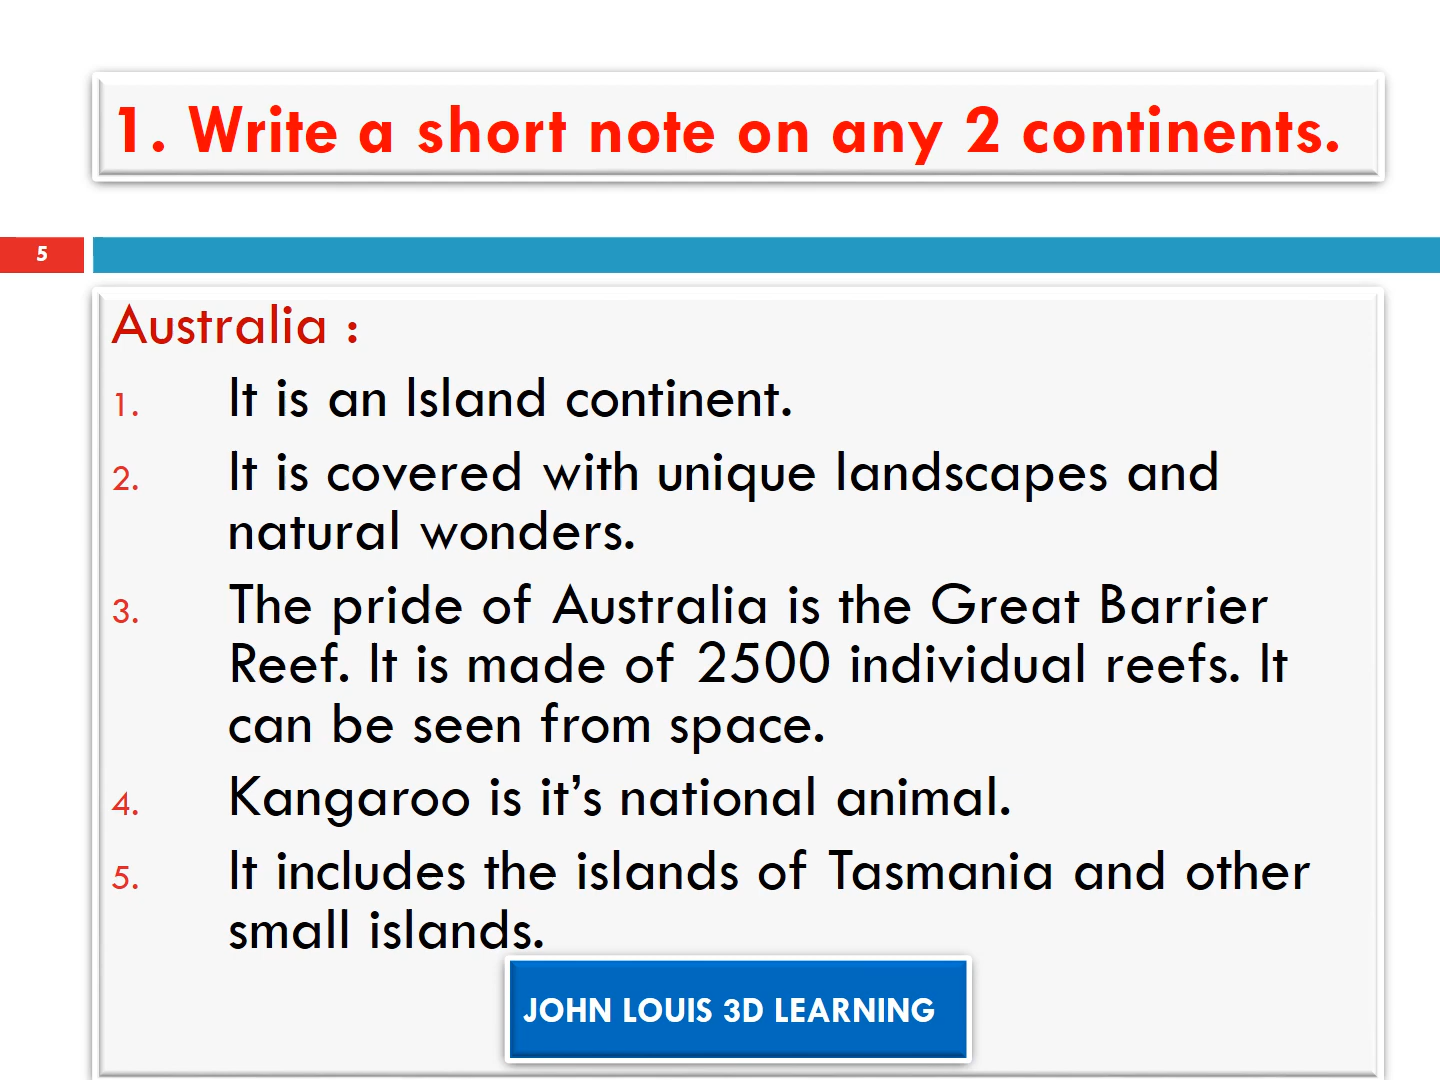 1. Write a short note on any 2 continents.
5
Australia :
1. It is an Island continent.
2. It is covered with unique landscapes and
natural wonders.
3. The pride of Australia is the Great Barrier
Reef. It is made of 2500 individual reefs. It
can be seen from space.
4. Kangaroo is it’s national animal.
5. It includes the islands of Tasmania and other
small islands.
JOHN LOUIS 3D LEARNING